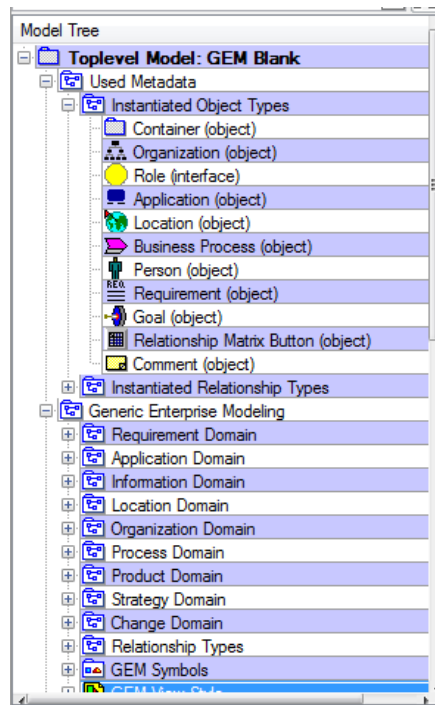 Model Tree
Toplevel Model: GEM Blank
Used Metadata
Instantiated Object Types
Container (object)
Organization (object)
Role (interface)
Application (object)
Location (object)
Business Process (object)
Person (object)
REQ.
Requirement (object)
Goal (object)
Relationship Matrix Button (object)
Comment (object)
Instantiated Relationship Types
Generic Enterprise Modeling
Requirement Domain
Application Domain
Information Domain
Location Domain
Organization Domain
Process Domain
Product Domain
Strategy Domain
Change Domain
Relationship Types
GEM Symbols
GEM View Style